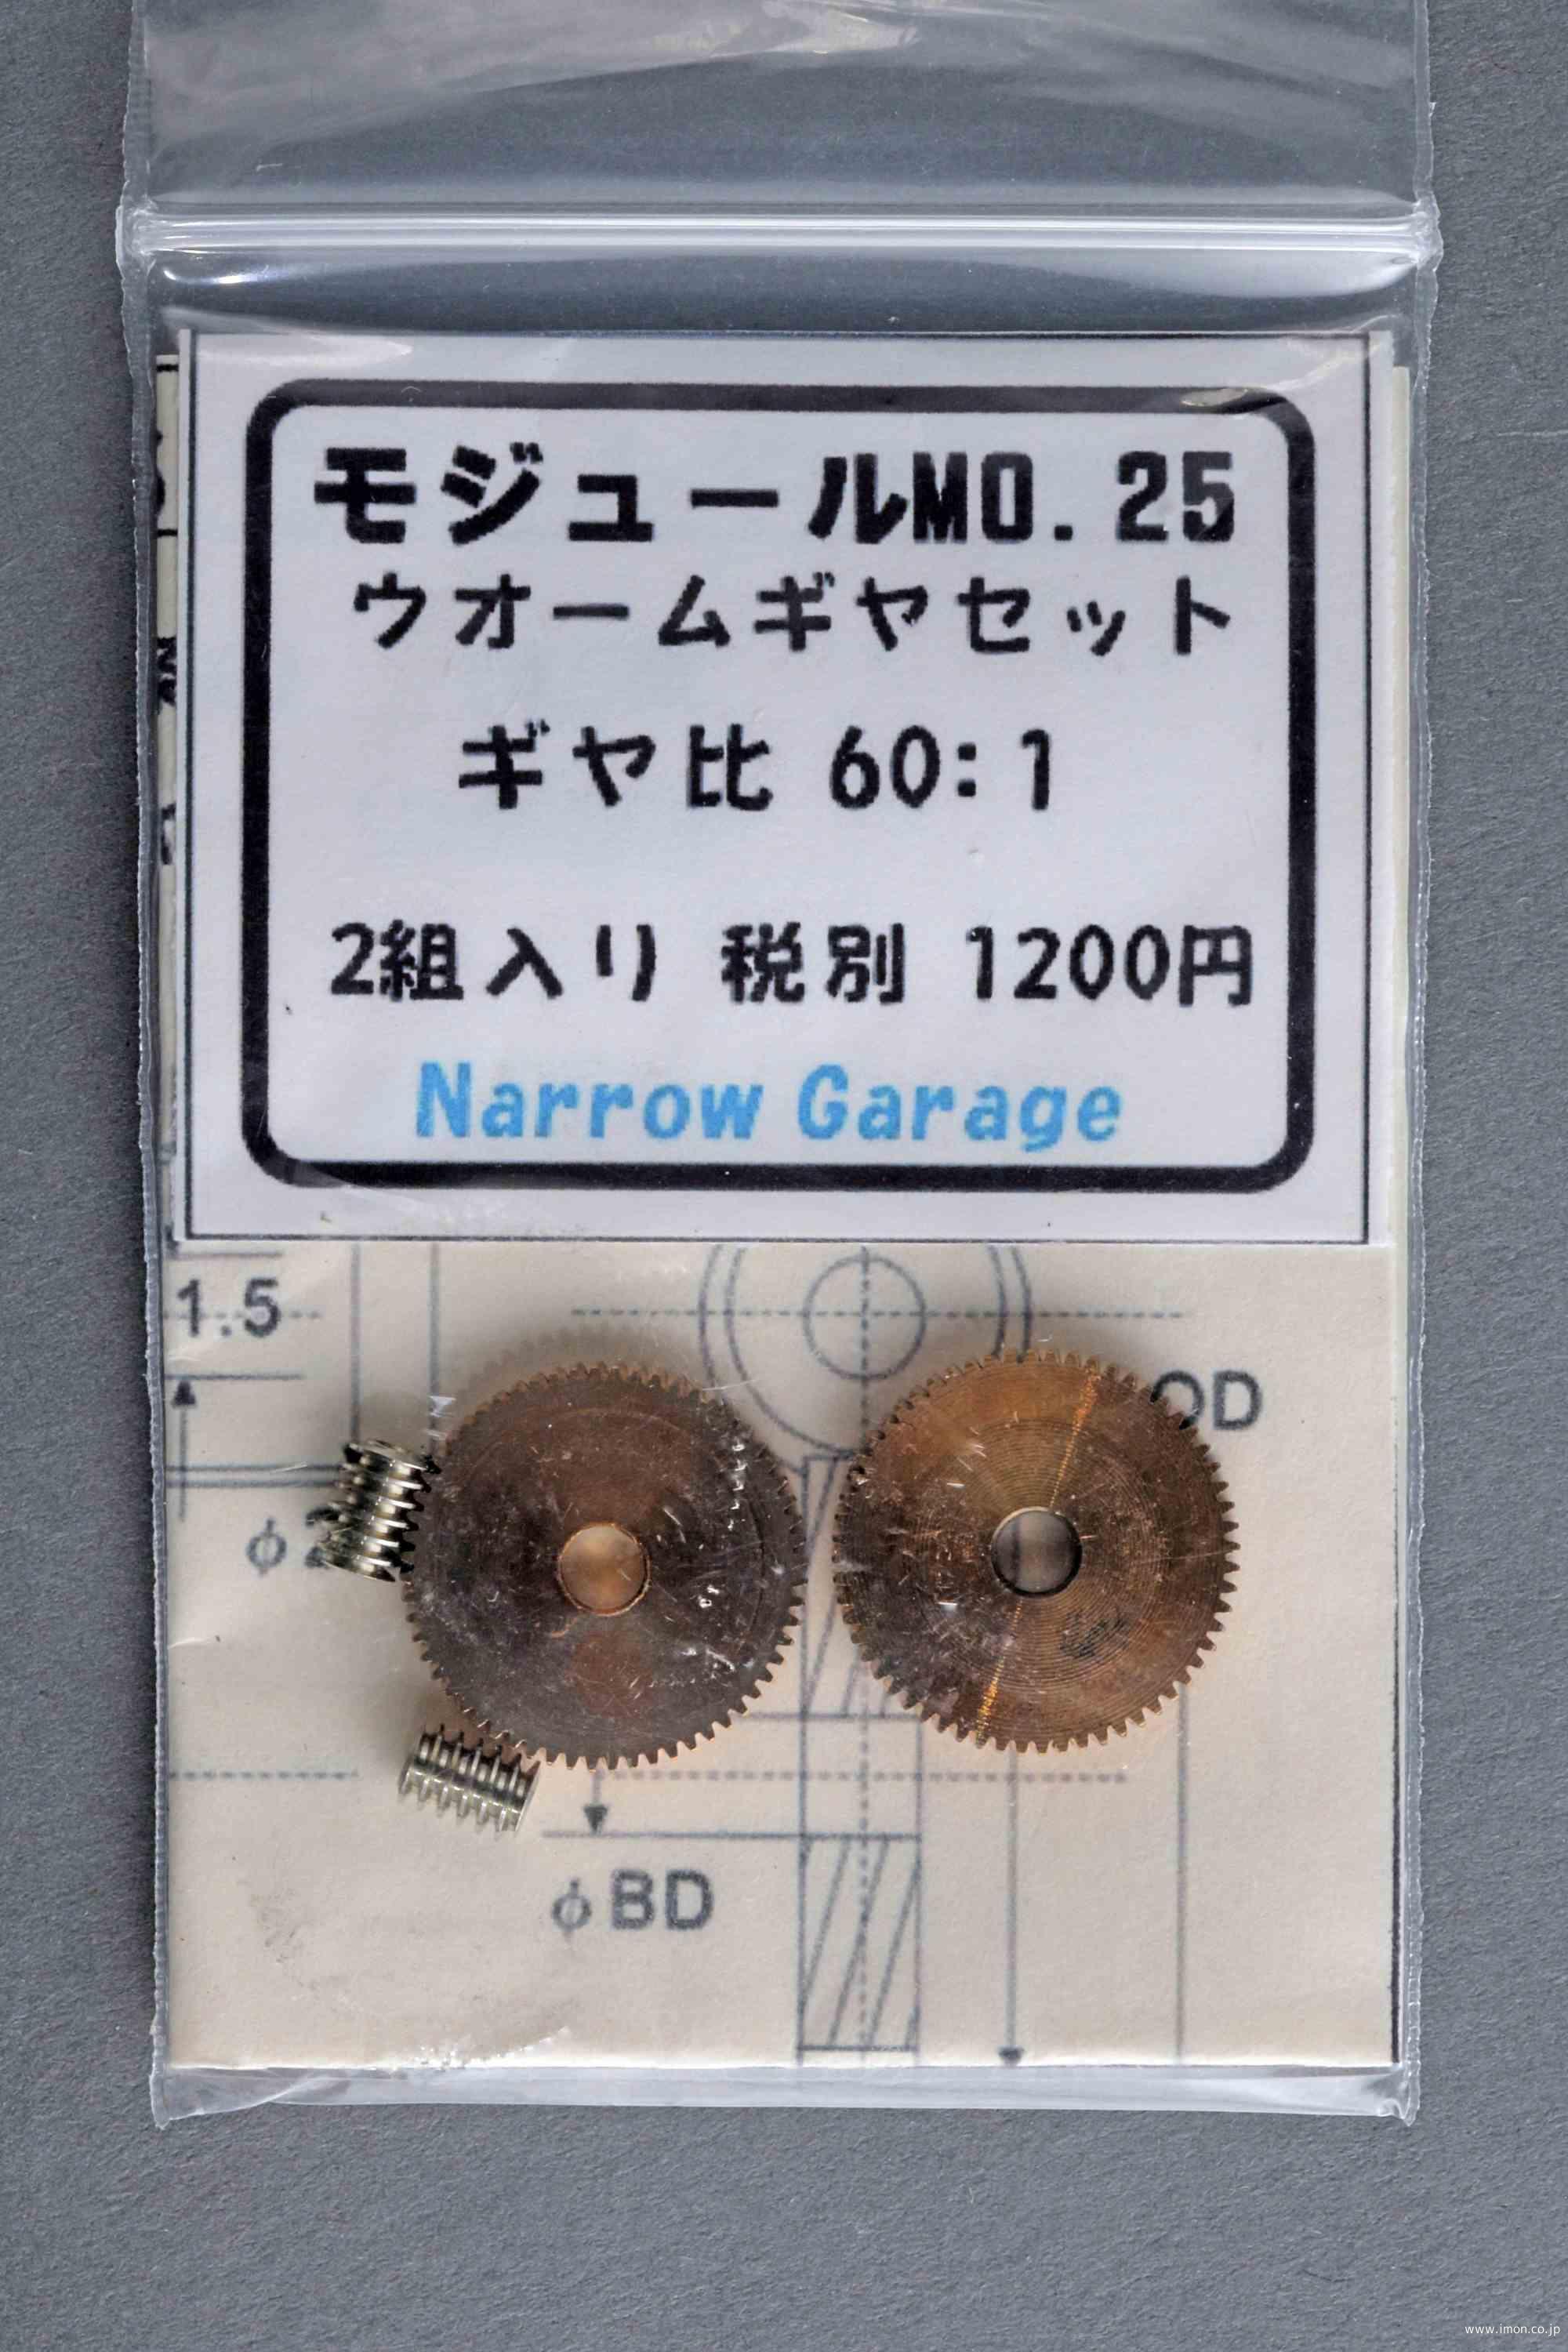 モジュールM0.25
ウオームギヤセット
ギヤ比 60:1
2組入り 税別 1200円
Narrow Garage
1.5
OD
φ2
φBD
www.imon.co.jp